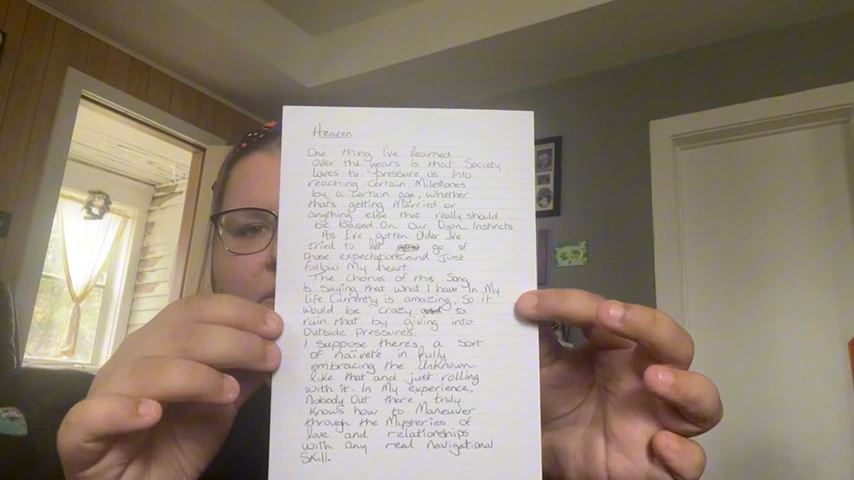 Heaven
One thing I've learned
over the years is that Society
loves to pressure us into
reaching Certain Milestones
by a certain age, whether
that's getting Married or
anything else that really should
be based on our Own Instincts
As I've gotten older I've
tried to let go of
those expectations and just
follow My heart.
The Chorus of this Song
Is saying that what I have In My
life Currently is amazing, So it
would be crazy to
ruin that by giving into
Outside Pressures.
I suppose there's a sort
of naïveté in fully
embracing the Unknown
like that and just rolling
with it. In My experience,
Nobody Out there truly
knows how to Maneuver
through the Mysteries of
love and relationships
with any real navigational
Skill.